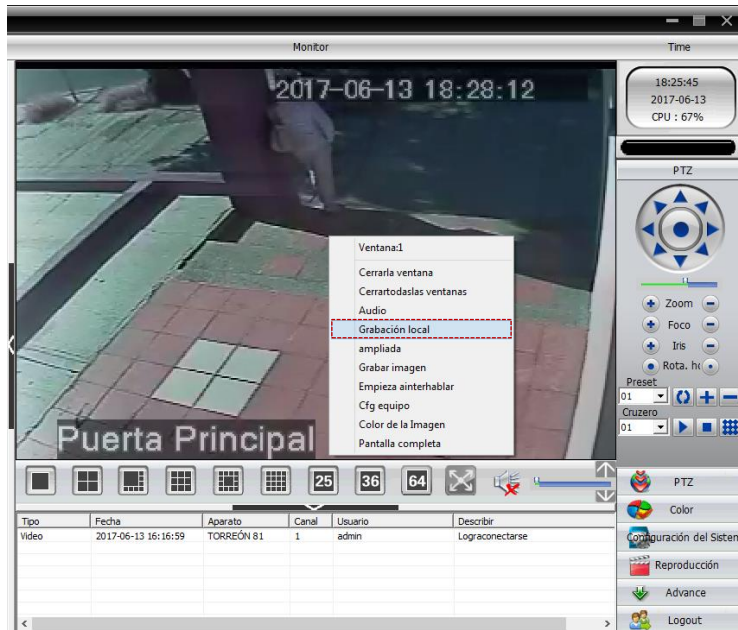 Monitor
Time
2017-06-13 18:28:12
18:25:45
2017-06-13
CPU : 67%
PTZ
Ventana:1
Cerrarla ventana
Cerrartodaslas ventanas
Audio
Grabación local
ampliada
Grabar imagen
Empieza ainterhablar
Cfg equipo
Color de la Imagen
Pantalla completa
Puerta Principal
Zoom
Foco
Iris
Rota.
Preset
01
Cruzero
01
25 36 64
PTZ
Color
Configuración del Sisten
Reproducción
Advance
Logout
Tipo Fecha Aparato Canal Usuario Describir
Video 2017-06-13 16:16:59 TORREÓN 81 1 admin Lograconectarse